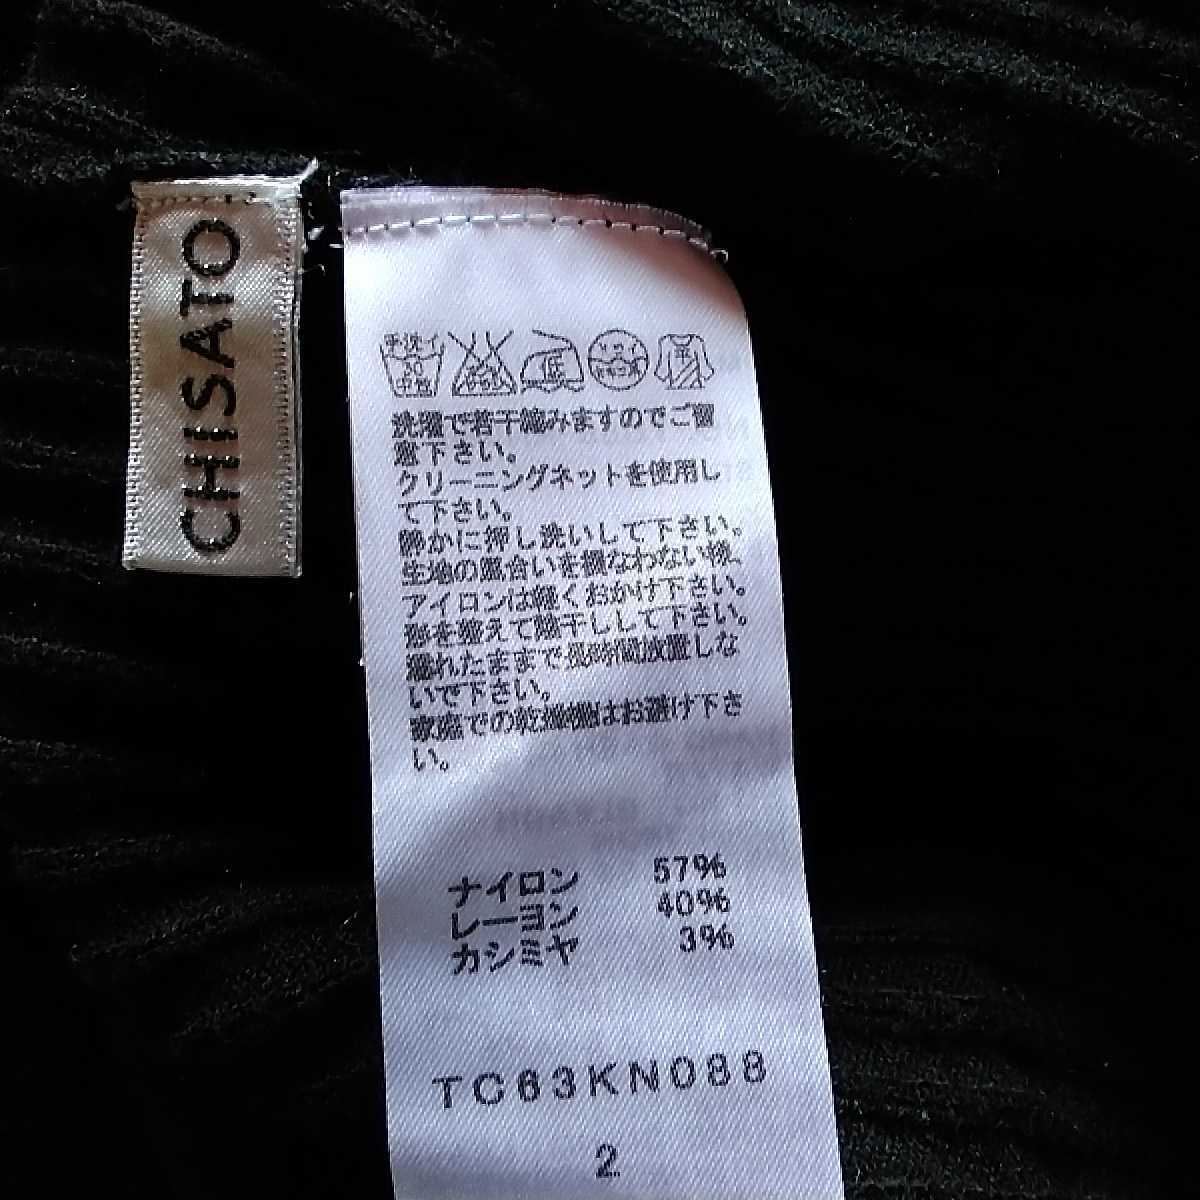 CHISATO
手洗イ
30
中性
低
平
洗濯で若干縮みますのでご留
意下さい。
クリーニングネットを使用し
て下さい。
静かに押し洗いして下さい。
生地の風合いを損なわない様、
アイロンは軽くおかけ下さい。
形を整えて陰干しして下さい。
濡れたままで長時間放置しな
いで下さい。
家庭での乾燥機はお避け下さ
い。
ナイロン 57%
レーヨン 40%
カシミヤ 3%
TC63KN088
2